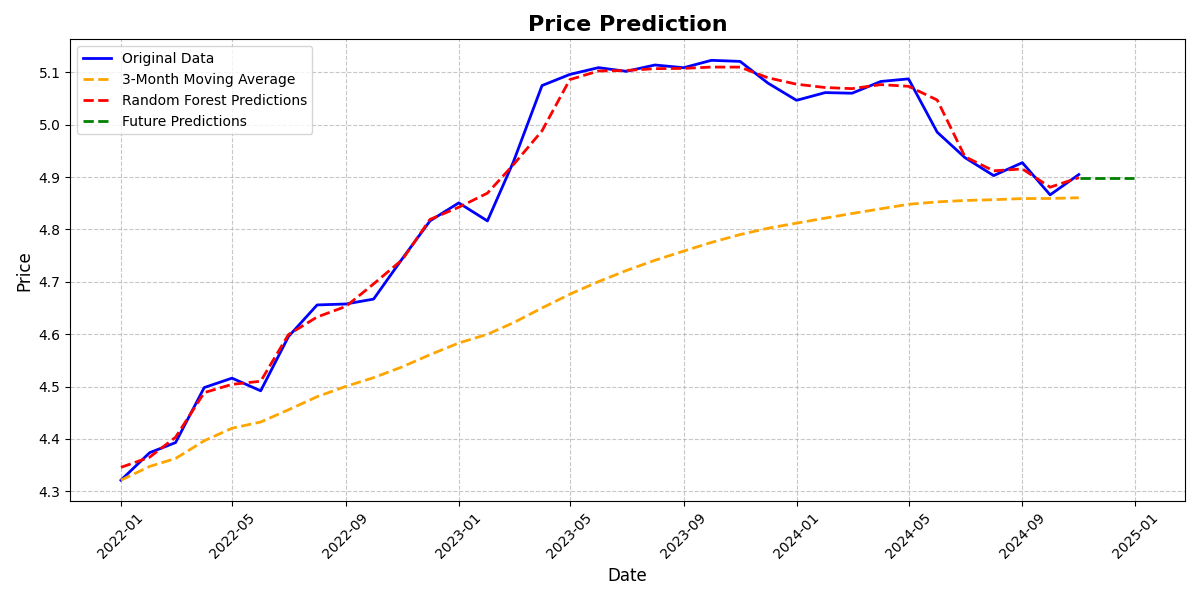 Price Prediction
Original Data
3-Month Moving Average
Random Forest Predictions
Future Predictions
Price
5.1
5.0
4.9
4.8
4.7
4.6
4.5
4.4
4.3
2022-01
2022-05
2022-09
2023-01
2023-05
2023-09
2024-01
2024-05
2024-09
2025-01
Date